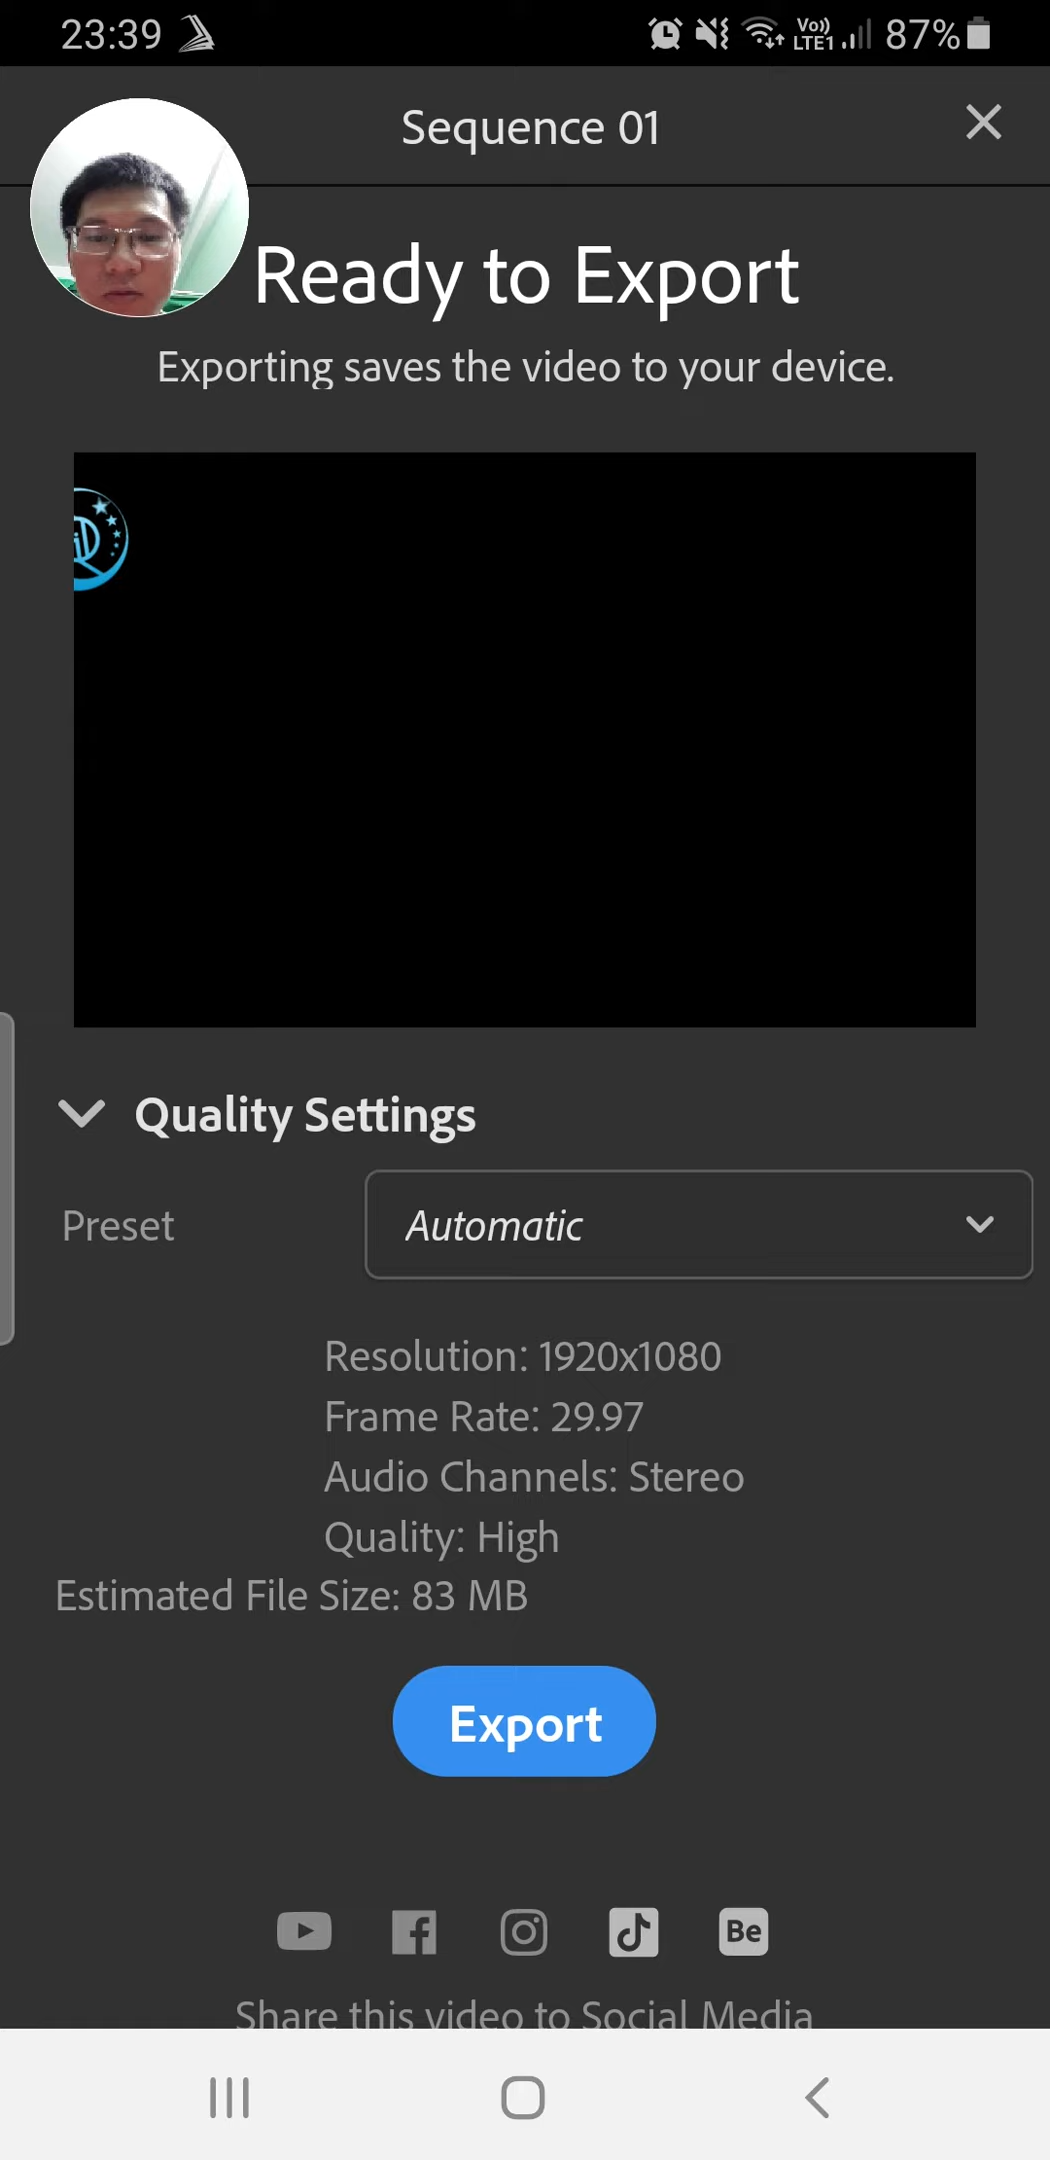 23:39
Vo)) LTE1 87%
Sequence 01
Ready to Export
Exporting saves the video to your device.
Quality Settings
Preset
Automatic
Resolution: 1920x1080
Frame Rate: 29.97
Audio Channels: Stereo
Quality: High
Estimated File Size: 83 MB
Export
Be
Share this video to Social Media